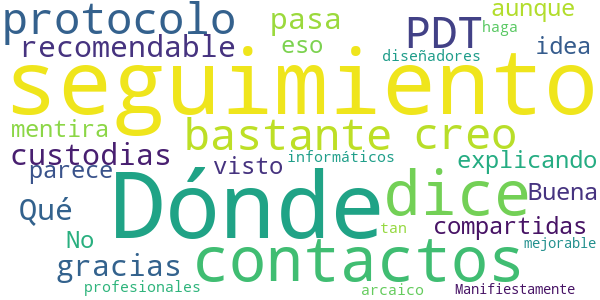 protocolo pasa PDT aunque
haga
recomendable eso diseñadores idea
seguimiento
mentira bastante creo
custodias visto informáticos explicando
parece Dónde dice Buena
Qué No gracias contactos tan compartidas
mejorable
profesionales arcaico Manifiestamente